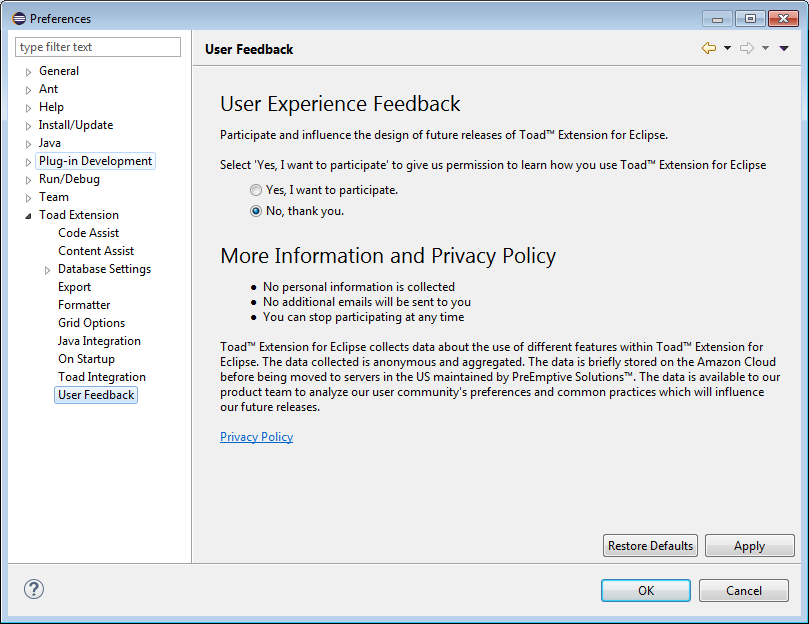 Preferences
type filter text
General
Ant
Help
Install/Update
Java
Plug-in Development
Run/Debug
Team
Toad Extension
Code Assist
Content Assist
Database Settings
Export
Formatter
Grid Options
Java Integration
On Startup
Toad Integration
User Feedback
User Feedback
User Experience Feedback
Participate and influence the design of future releases of Toad™ Extension for Eclipse.
Select 'Yes, I want to participate' to give us permission to learn how you use Toad™ Extension for Eclipse
Yes, I want to participate.
No, thank you.
More Information and Privacy Policy
• No personal information is collected
• No additional emails will be sent to you
• You can stop participating at any time
Toad™ Extension for Eclipse collects data about the use of different features within Toad™ Extension for
Eclipse. The data collected is anonymous and aggregated. The data is briefly stored on the Amazon Cloud
before being moved to servers in the US maintained by PreEmptive Solutions™. The data is available to our
product team to analyze our user community's preferences and common practices which will influence
our future releases.
Privacy Policy
Restore Defaults
Apply
?
OK
Cancel